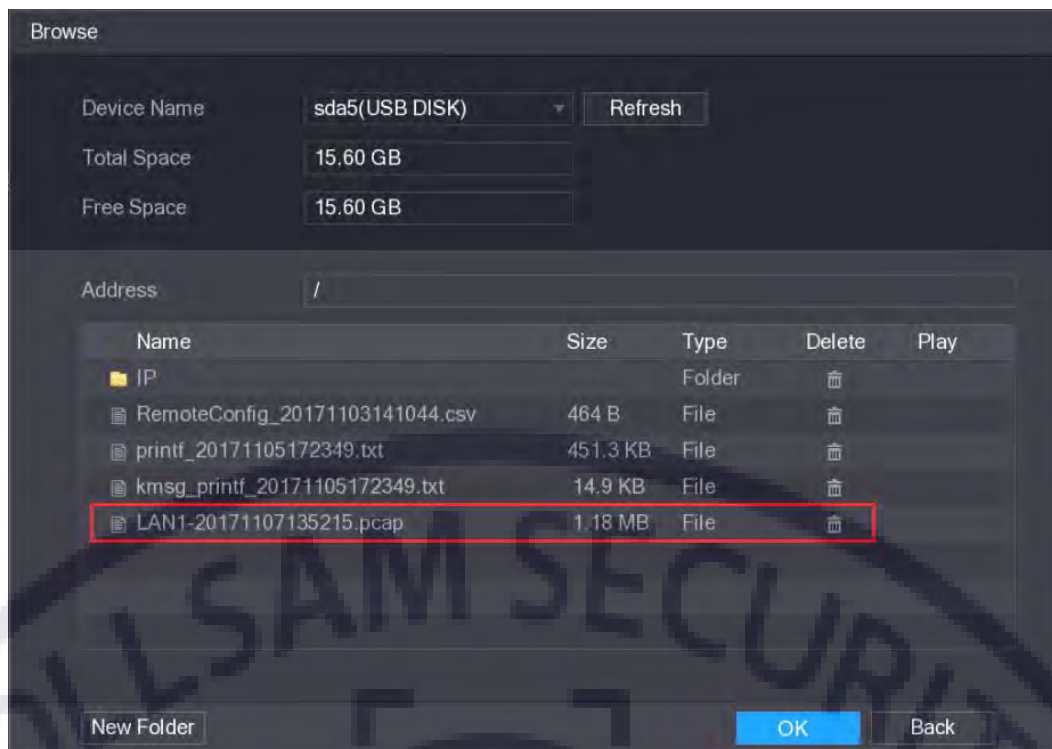 Browse
Device Name sda5(USB DISK) Refresh
Total Space 15.60 GB
Free Space 15.60 GB
Address /
Name Size Type Delete Play
IP Folder
RemoteConfig_20171103141044.csv 464 B File
printf_20171105172349.txt 451.3 KB File
kmsg_printf_20171105172349.txt 14.9 KB File
LAN1-20171107135215.pcap 1.18 MB File
LLSAM SECURI
New Folder OK Back